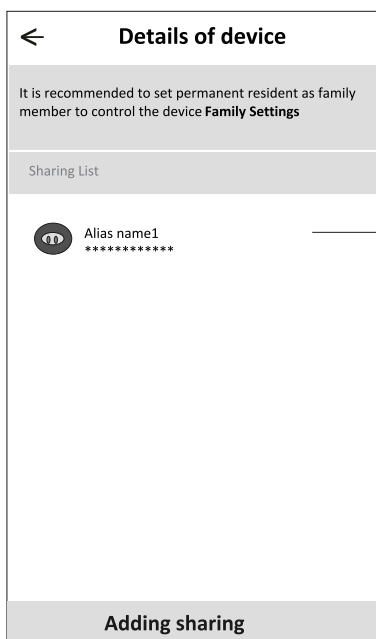 Details of device
It is recommended to set permanent resident as family
member to control the device Family Settings
Sharing List
Alias name1
************
Adding sharing